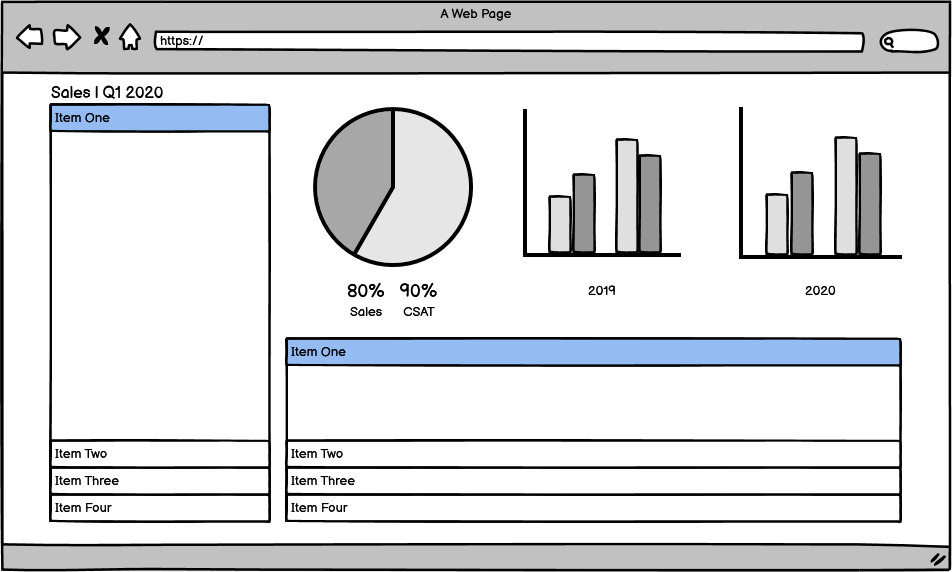 A Web Page
https://
Sales | Q1 2020
Item One
Item Two
Item Three
Item Four
80% 90%
Sales CSAT
2019
2020
Item One
Item Two
Item Three
Item Four